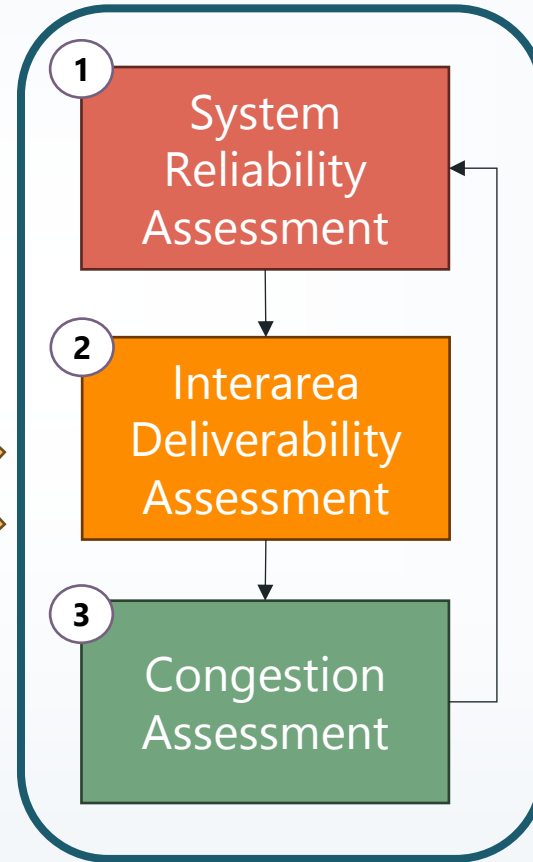 1
System
Reliability
Assessment
2
Interarea
Deliverability
Assessment
3
Congestion
Assessment